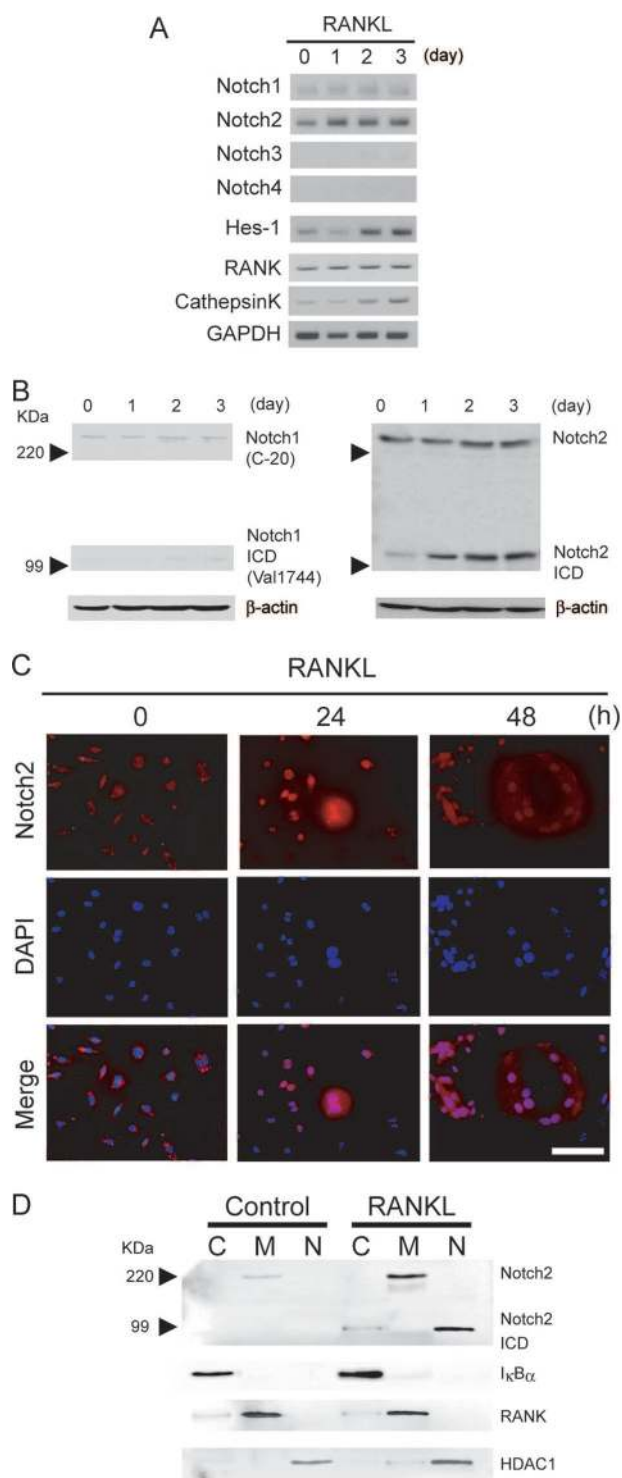 A
RANKL
0 1 2 3 (day)
Notch1
Notch2
Notch3
Notch4
Hes-1
RANK
CathepsinK
GAPDH
B
KDa
0 1 2 3 (day)
220
Notch1
(C-20)
99
Notch1
ICD
(Val1744)
β-actin
0 1 2 3 (day)
Notch2
Notch2
ICD
β-actin
C
RANKL
0 24 48 (h)
Notch2
DAPI
Merge
D
Control RANKL
KDa
C M N C M N
220
Notch2
99
Notch2
ICD
IκBα
RANK
HDAC1